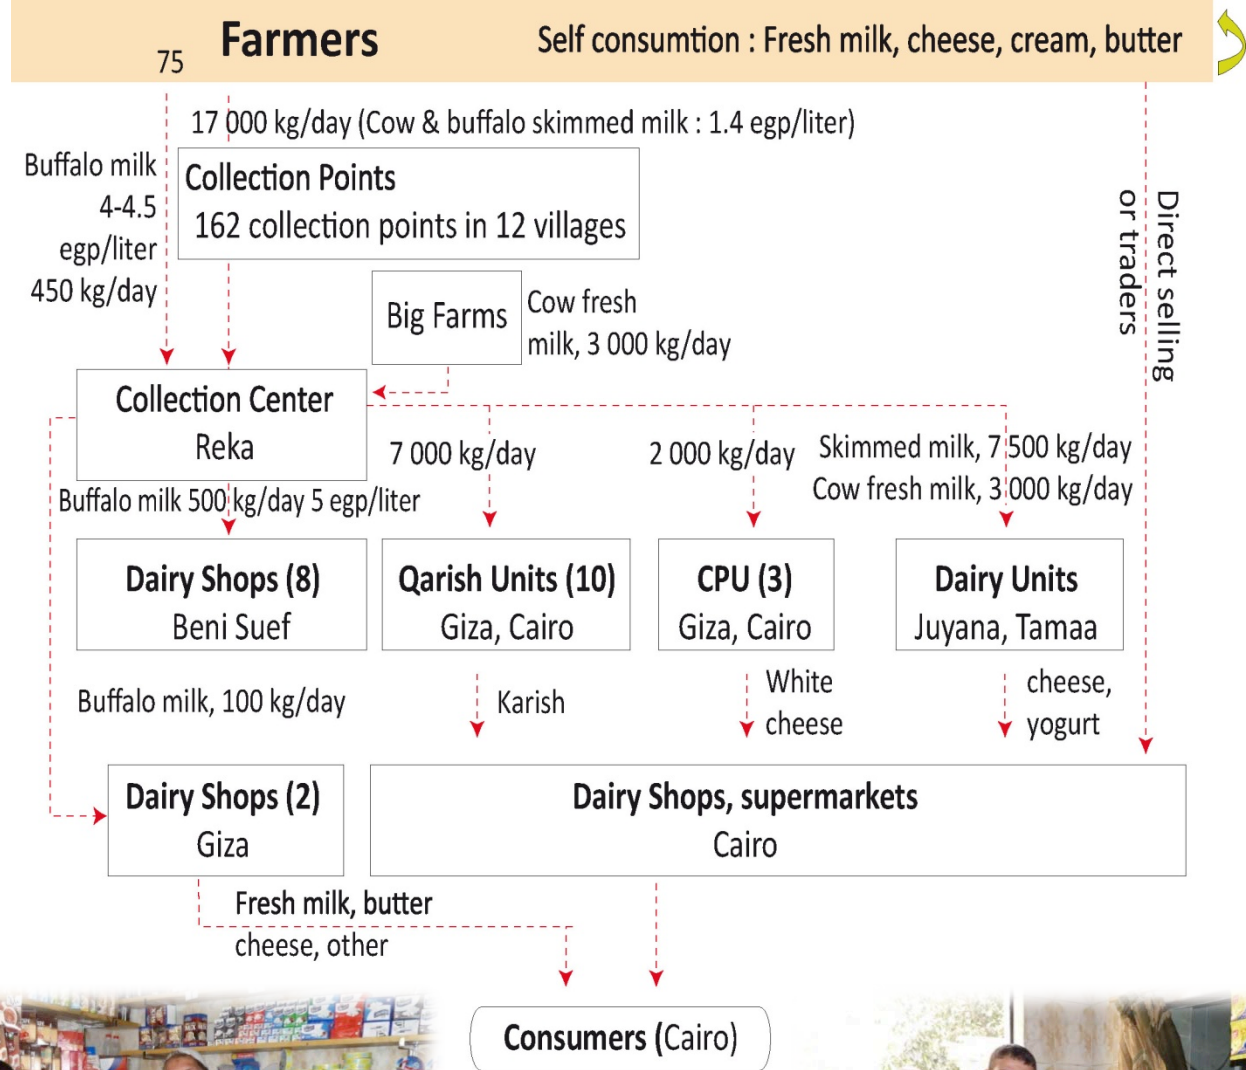 Farmers
Self consumtion : Fresh milk, cheese, cream, butter
75
17 000 kg/day (Cow & buffalo skimmed milk : 1.4 egp/liter)
Buffalo milk
4-4.5
egp/liter
450 kg/day
Collection Points
162 collection points in 12 villages
Big Farms
Cow fresh
milk, 3 000 kg/day
Direct selling
or traders
Collection Center
Reka
7 000 kg/day
2 000 kg/day
Skimmed milk, 7 500 kg/day
Cow fresh milk, 3 000 kg/day
Buffalo milk 500 kg/day 5 egp/liter
Dairy Shops (8)
Beni Suef
Qarish Units (10)
Giza, Cairo
CPU (3)
Giza, Cairo
Dairy Units
Juyana, Tamaa
Buffalo milk, 100 kg/day
Karish
White
cheese
cheese,
yogurt
Dairy Shops (2)
Giza
Dairy Shops, supermarkets
Cairo
Fresh milk, butter
cheese, other
Consumers (Cairo)